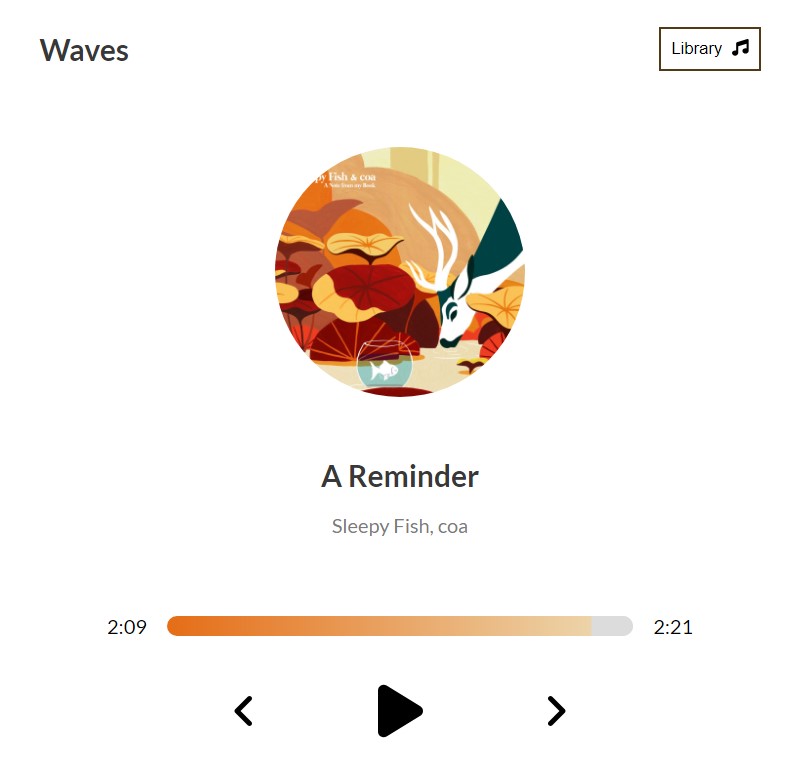 Waves
Library
py Fish & coa
A Note from my Book
A Reminder
Sleepy Fish, coa
2:09
2:21